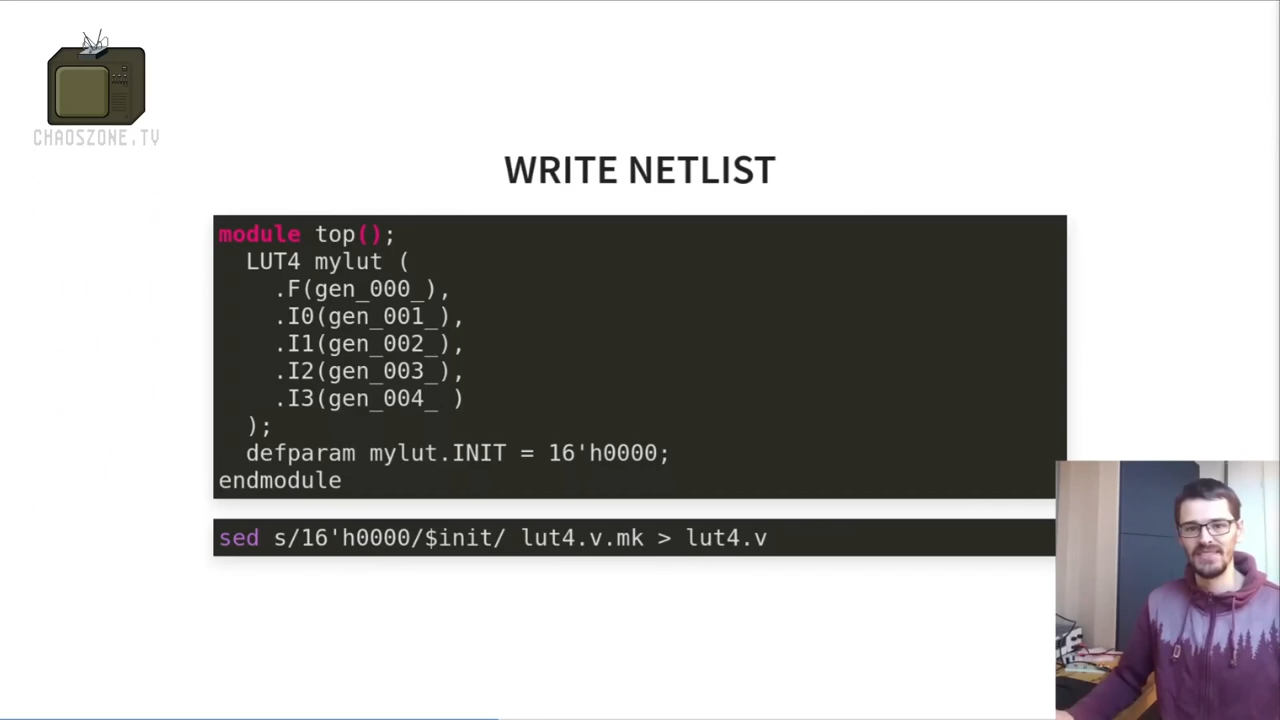 CHAOSZONE.TV
WRITE NETLIST
module top();
  LUT4 mylut (
    .F(gen_000_),
    .I0(gen_001_),
    .I1(gen_002_),
    .I2(gen_003_),
    .I3(gen_004_ )
  );
  defparam mylut.INIT = 16'h0000;
endmodule
sed s/16'h0000/$init/ lut4.v.mk > lut4.v